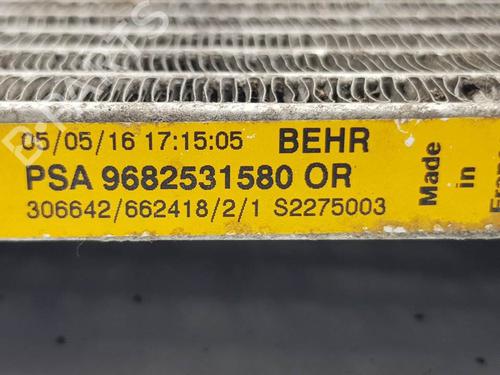 05/05/16 17:15:05 BEHR
PSA 9682531580 OR
306642/662418/2/1 S2275003
Made
in